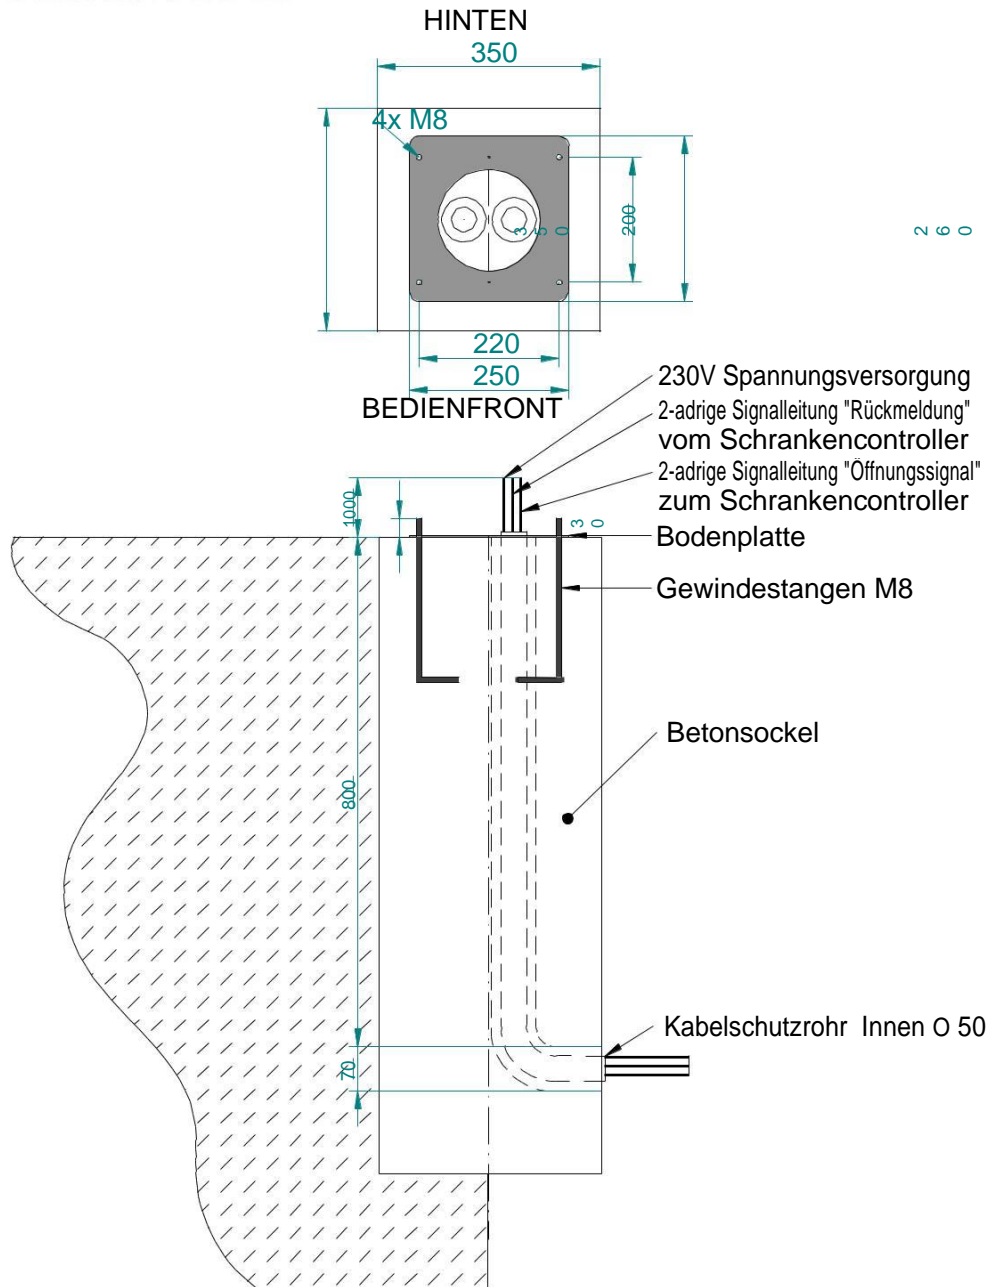 HINTEN
350
4x M8
350
200
260
220
250
BEDIENFRONT
230V Spannungsversorgung
2-adrige Signalleitung "Rückmeldung"
vom Schrankencontroller
2-adrige Signalleitung "Öffnungssignal"
zum Schrankencontroller
1000
30
Bodenplatte
Gewindestangen M8
Betonsockel
800
Kabelschutzrohr Innen O 50
70